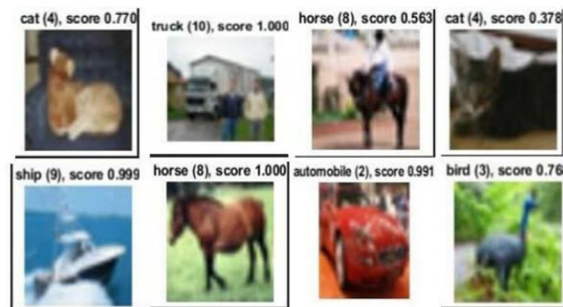 cat (4), score 0.770
truck (10), score 1.000
horse (8), score 0.563
cat (4), score 0.378
ship (9), score 0.999
horse (8), score 1.000
automobile (2), score 0.991
bird (3), score 0.76